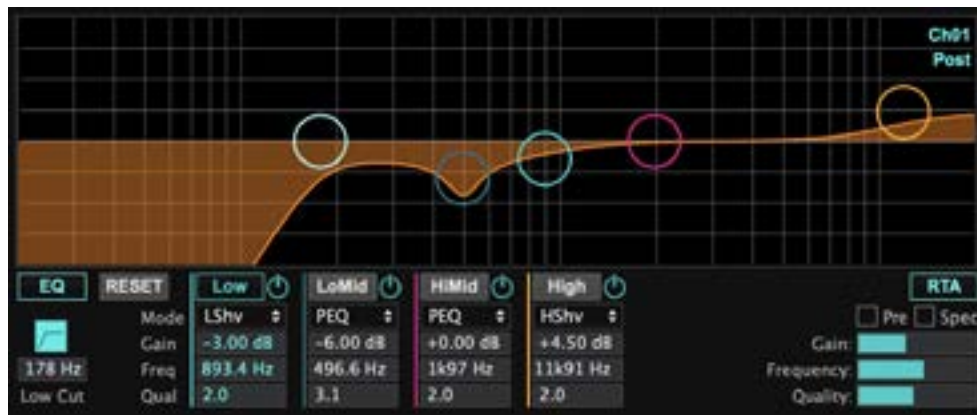 Ch01
Post
EQ RESET Low LoMid HiMid High RTA
Mode LShv PEQ PEQ HShv Pre Spec
Gain -3.00 dB -6.00 dB +0.00 dB +4.50 dB Gain:
178 Hz Freq 893.4 Hz 496.6 Hz 1k97 Hz 11k91 Hz Frequency:
Low Cut Qual 2.0 3.1 2.0 2.0 Quality: